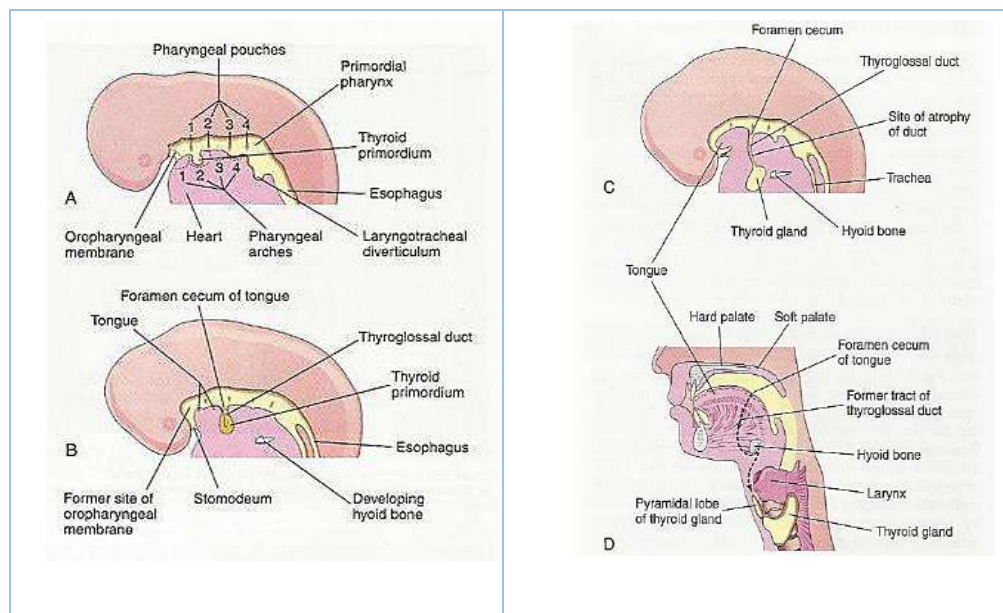 Pharyngeal pouches
Primordial
pharynx
1 2 3 4
Thyroid
primordium
1 2 3 4
Esophagus
A
Oropharyngeal
membrane
Heart
Pharyngeal
arches
Laryngotracheal
diverticulum
Foramen cecum of tongue
Tongue
Thyroglossal duct
Thyroid
primordium
Esophagus
B
Former site of
oropharyngeal
membrane
Stomodeum
Developing
hyoid bone
Foramen cecum
Thyroglossal duct
Site of atrophy
of duct
C
Trachea
Thyroid gland
Hyoid bone
Tongue
Hard palate
Soft palate
Foramen cecum
of tongue
Former tract of
thyroglossal duct
Hyoid bone
Larynx
Pyramidal lobe
of thyroid gland
Thyroid gland
D